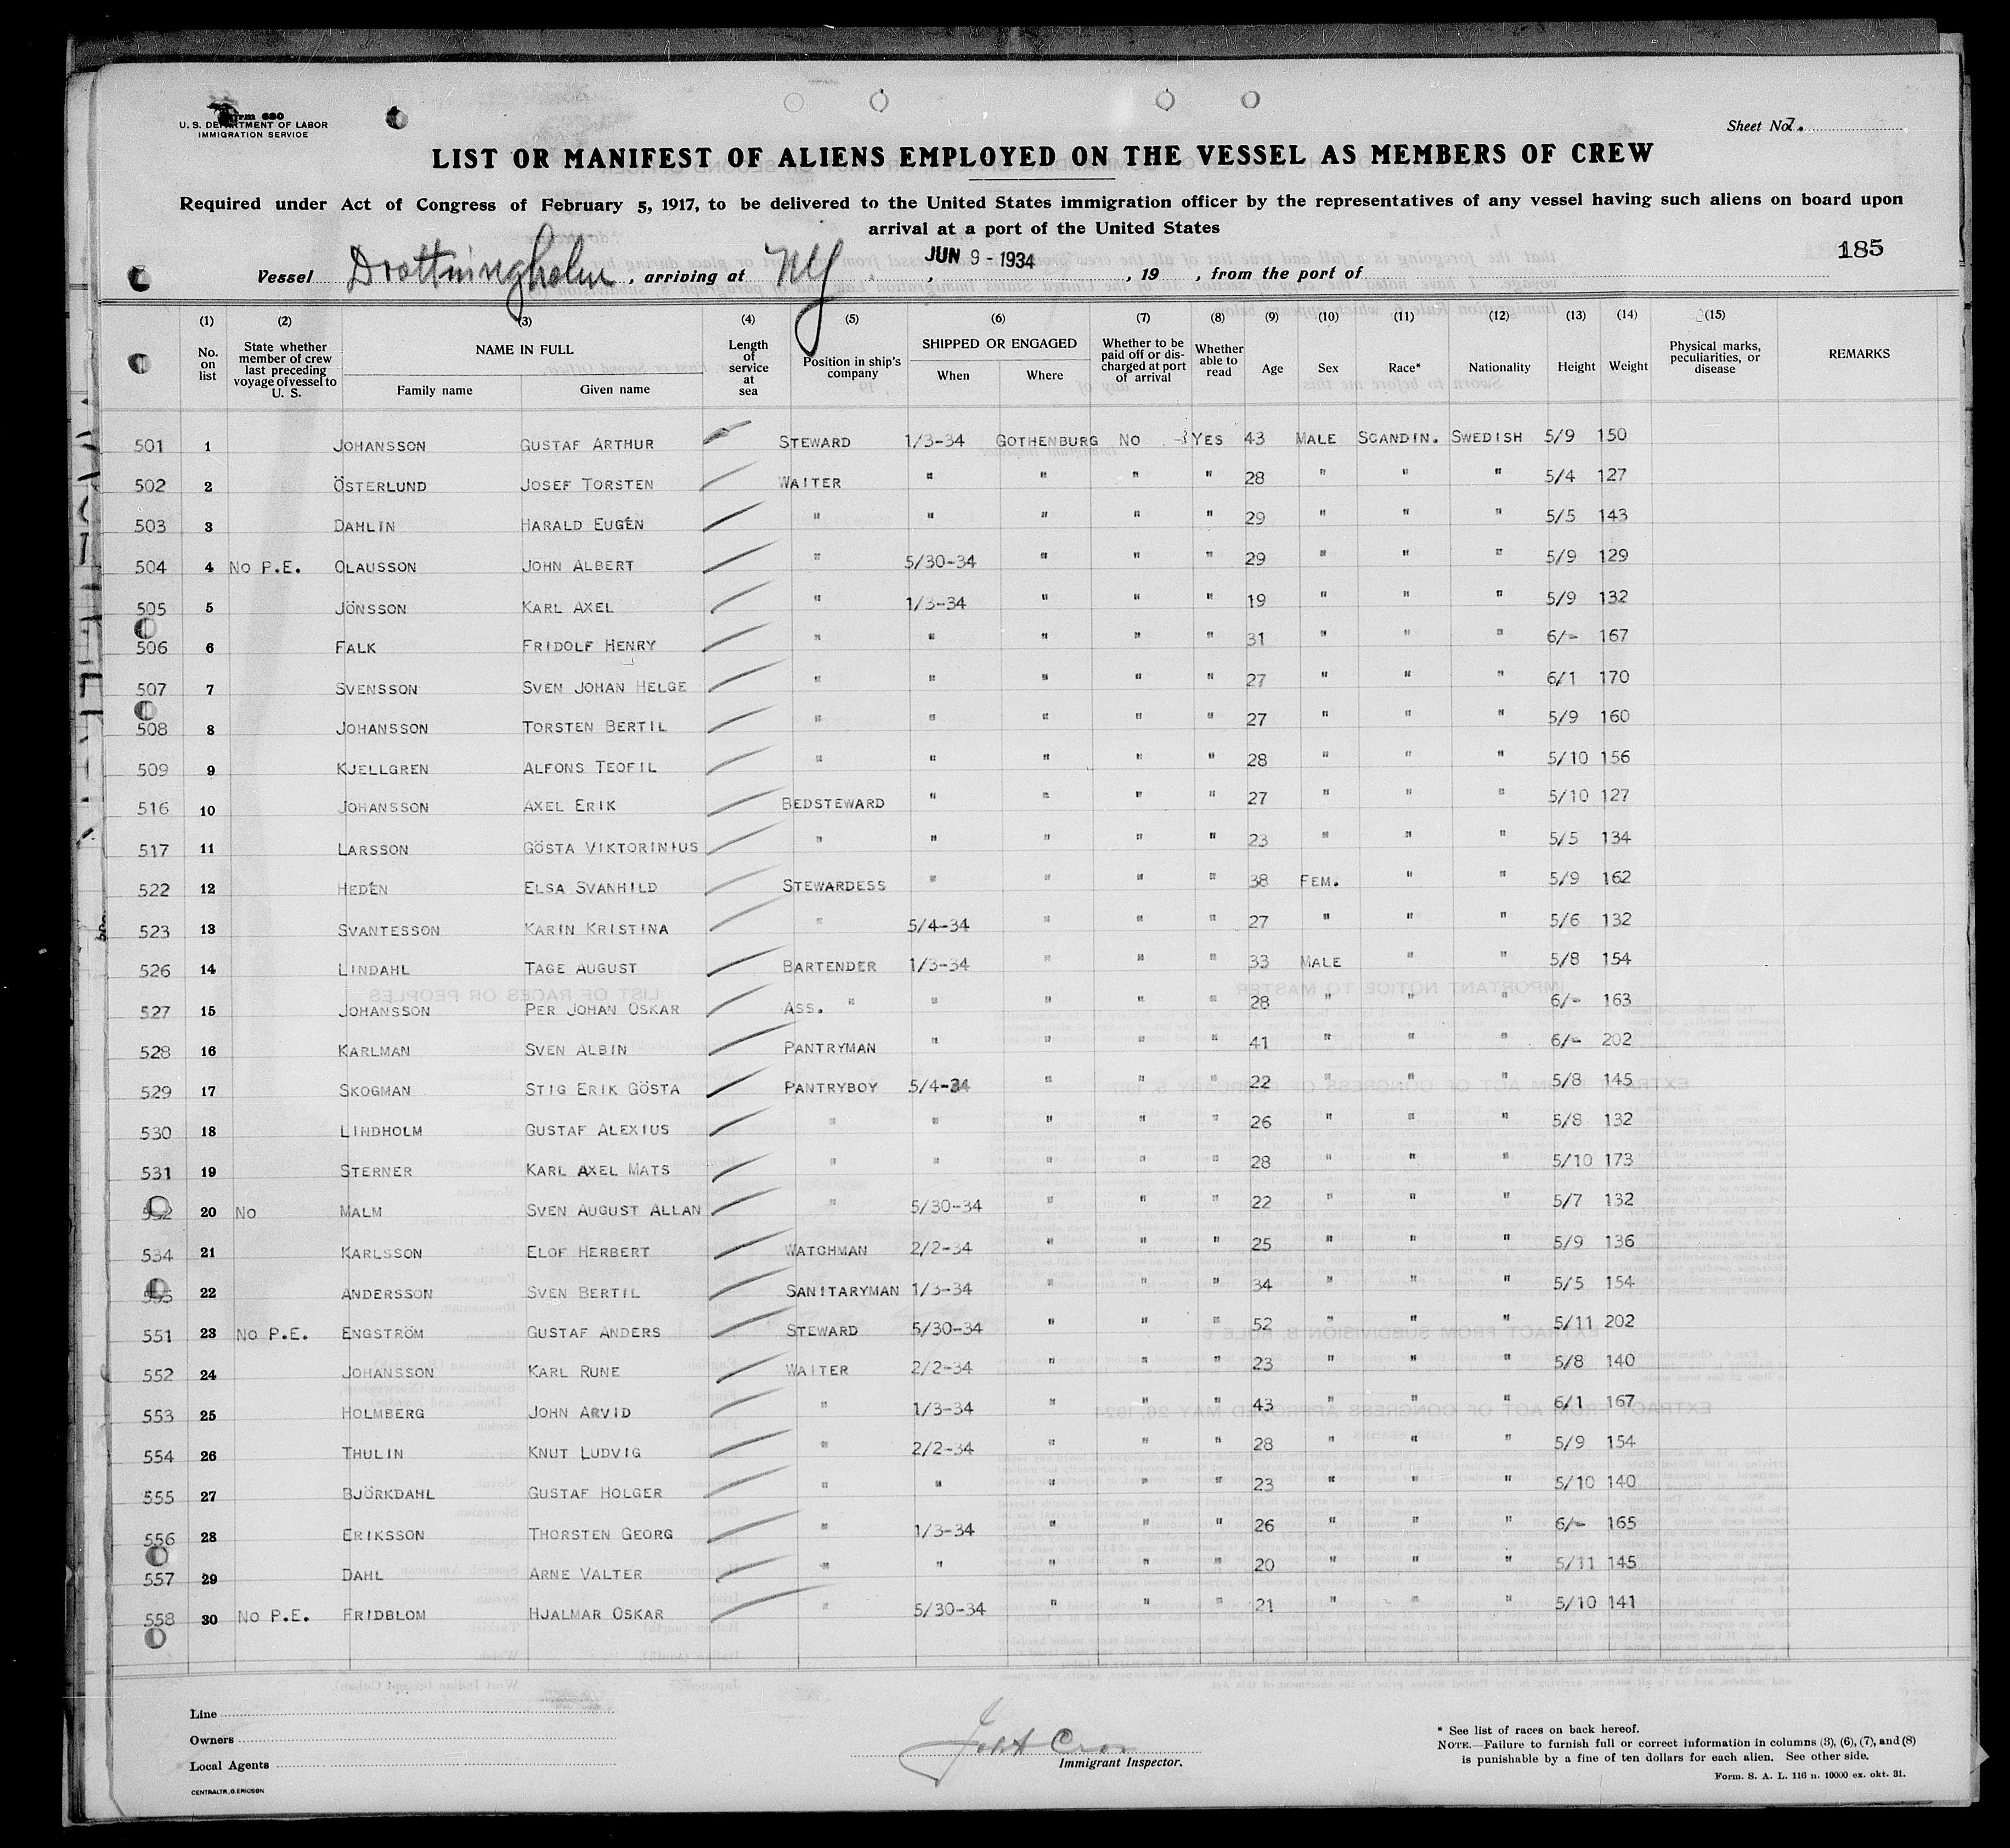 Form 680
U. S. DEPARTMENT OF LABOR
IMMIGRATION SERVICE
Sheet No. 7.
LIST OR MANIFEST OF ALIENS EMPLOYED ON THE VESSEL AS MEMBERS OF CREW
Required under Act of Congress of February 5, 1917, to be delivered to the United States immigration officer by the representatives of any vessel having such aliens on board upon
arrival at a port of the United States
185
Vessel Drottningholm, arriving at NY, JUN 9 - 1934, 19 , from the port of
(1) (2) (3) (4) (5) (6) (7) (8) (9) (10) (11) (12) (13) (14) (15)
No. on list State whether member of crew last preceding voyage of vessel to U. S. NAME IN FULL Family name Given name Length of service at sea Position in ship's company SHIPPED OR ENGAGED When Where Whether to be paid off or discharged at port of arrival Whether able to read Age Sex Race* Nationality Height Weight Physical marks, peculiarities, or disease REMARKS
501 1 JOHANSSON GUSTAF ARTHUR STEWARD 1/3-34 GOTHENBURG NO YES 43 MALE SCANDIN. SWEDISH 5/9 150
502 2 ÖSTERLUND JOSEF TORSTEN WAITER " " " " 28 " " " 5/4 127
503 3 DAHLIN HARALD EUGÉN " " " " " 29 " " " 5/5 143
504 4 NO P.E. OLAUSSON JOHN ALBERT " 5/30-34 " " " 29 " " " 5/9 129
505 5 JÖNSSON KARL AXEL " 1/3-34 " " " 19 " " " 5/9 132
506 6 FALK FRIDOLF HENRY " " " " " 31 " " " 6/- 167
507 7 SVENSSON SVEN JOHAN HELGE " " " " " 27 " " " 6/1 170
508 8 JOHANSSON TORSTEN BERTIL " " " " " 27 " " " 5/9 160
509 9 KJELLGREN ALFONS TEOFIL " " " " " 28 " " " 5/10 156
516 10 JOHANSSON AXEL ERIK BEDSTEWARD " " " " 27 " " " 5/10 127
517 11 LARSSON GÖSTA VIKTORINIUS " " " " " 23 " " " 5/5 134
522 12 HEDÉN ELSA SVANHILD STEWARDESS " " " " 38 FEM. " " 5/9 162
523 13 SVANTESSON KARIN KRISTINA " 5/4-34 " " " 27 " " " 5/6 132
526 14 LINDAHL TAGE AUGUST BARTENDER 1/3-34 " " " 33 MALE " " 5/8 154
527 15 JOHANSSON PER JOHAN OSKAR ASS. " " " " " 28 " " " 6/- 163
528 16 KARLMAN SVEN ALBIN PANTRYMAN " " " " 41 " " " 6/- 202
529 17 SKOGMAN STIG ERIK GÖSTA PANTRYBOY 5/4-34 " " " 22 " " " 5/8 145
530 18 LINDHOLM GUSTAF ALEXIUS " " " " " 26 " " " 5/8 132
531 19 STERNER KARL AXEL MATS " " " " " 28 " " " 5/10 173
20 NO MALM SVEN AUGUST ALLAN " 5/30-34 " " " 22 " " " 5/7 132
534 21 KARLSSON ELOF HERBERT WATCHMAN 2/2-34 " " " 25 " " " 5/9 136
22 ANDERSSON SVEN BERTIL SANITARYMAN 1/3-34 " " " 34 " " " 5/5 154
551 23 NO P.E. ENGSTRÖM GUSTAF ANDERS STEWARD 5/30-34 " " " 52 " " " 5/11 202
552 24 JOHANSSON KARL RUNE WAITER 2/2-34 " " " 23 " " " 5/8 140
553 25 HOLMBERG JOHN ARVID " 1/3-34 " " " 43 " " " 6/1 167
554 26 THULIN KNUT LUDVIG " 2/2-34 " " " 28 " " " 5/9 154
555 27 BJÖRKDAHL GUSTAF HOLGER " " " " " 23 " " " 5/10 140
556 28 ERIKSSON THORSTEN GEORG " 1/3-34 " " " 26 " " " 6/- 165
557 29 DAHL ARNE VALTER " " " " " 20 " " " 5/11 145
558 30 NO P.E. FRIDBLOM HJALMAR OSKAR " 5/30-34 " " " 21 " " " 5/10 141
Line
Owners
Local Agents
CENTRALTR. G. ERICSON
Immigrant Inspector.
* See list of races on back hereof.
NOTE.—Failure to furnish full or correct information in columns (3), (6), (7), and (8)
is punishable by a fine of ten dollars for each alien. See other side.
Form. S. A. L. 116 n. 10000 ex. okt. 31.